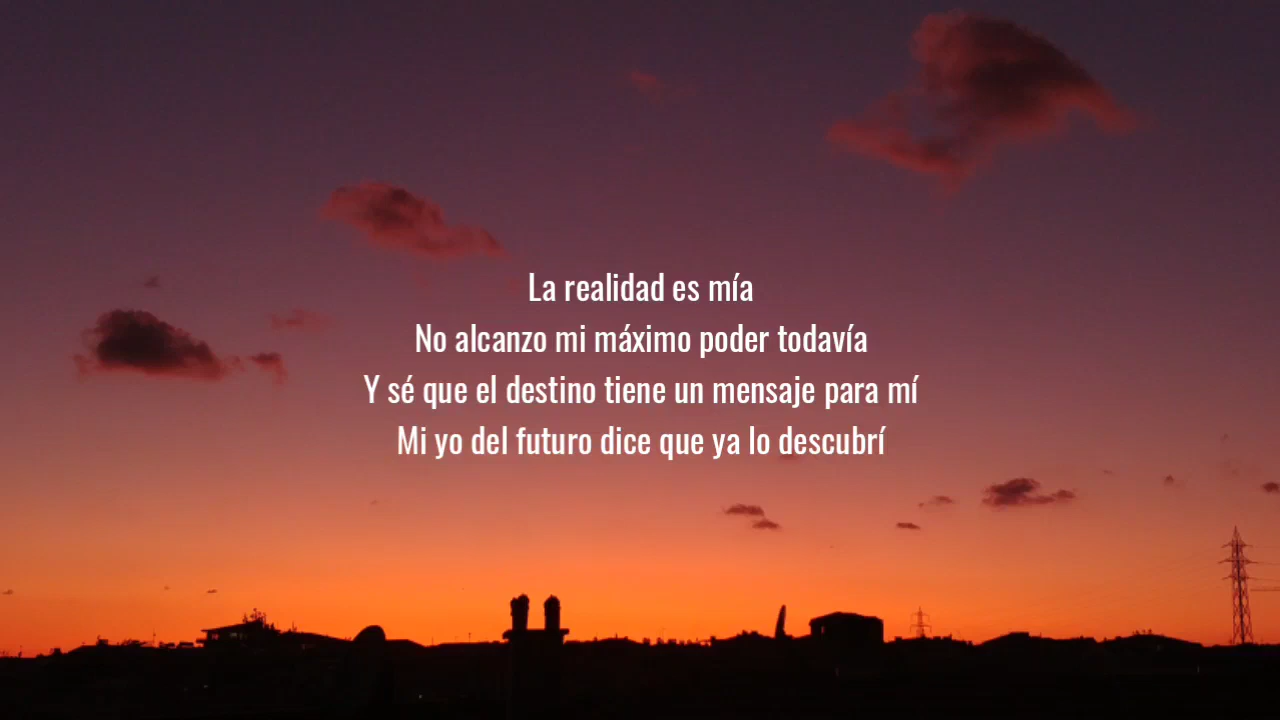 La realidad es mía
No alcanzo mi máximo poder todavía
Y sé que el destino tiene un mensaje para mí
Mi yo del futuro dice que ya lo descubrí